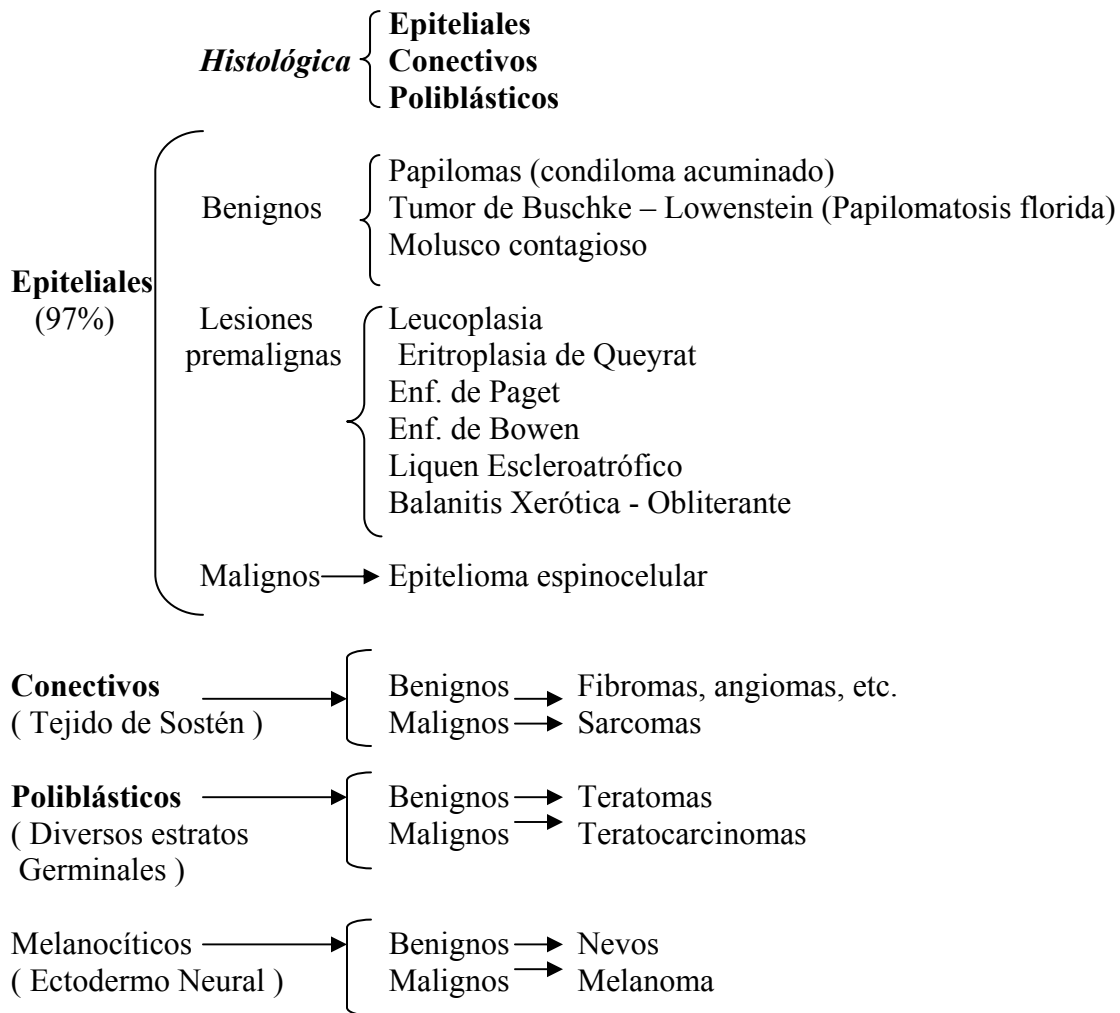 Epiteliales
Histológica Conectivos
Poliblásticos
Papilomas (condiloma acuminado)
Benignos Tumor de Buschke – Lowenstein (Papilomatosis florida)
Molusco contagioso
Epiteliales
(97%) Lesiones Leucoplasia
premalignas Eritroplasia de Queyrat
Enf. de Paget
Enf. de Bowen
Liquen Escleroatrófico
Balanitis Xerótica - Obliterante
Malignos Epitelioma espinocelular
Conectivos Benignos Fibromas, angiomas, etc.
( Tejido de Sostén ) Malignos Sarcomas
Poliblásticos Benignos Teratomas
( Diversos estratos Malignos Teratocarcinomas
Germinales )
Melanocíticos Benignos Nevos
( Ectodermo Neural ) Malignos Melanoma